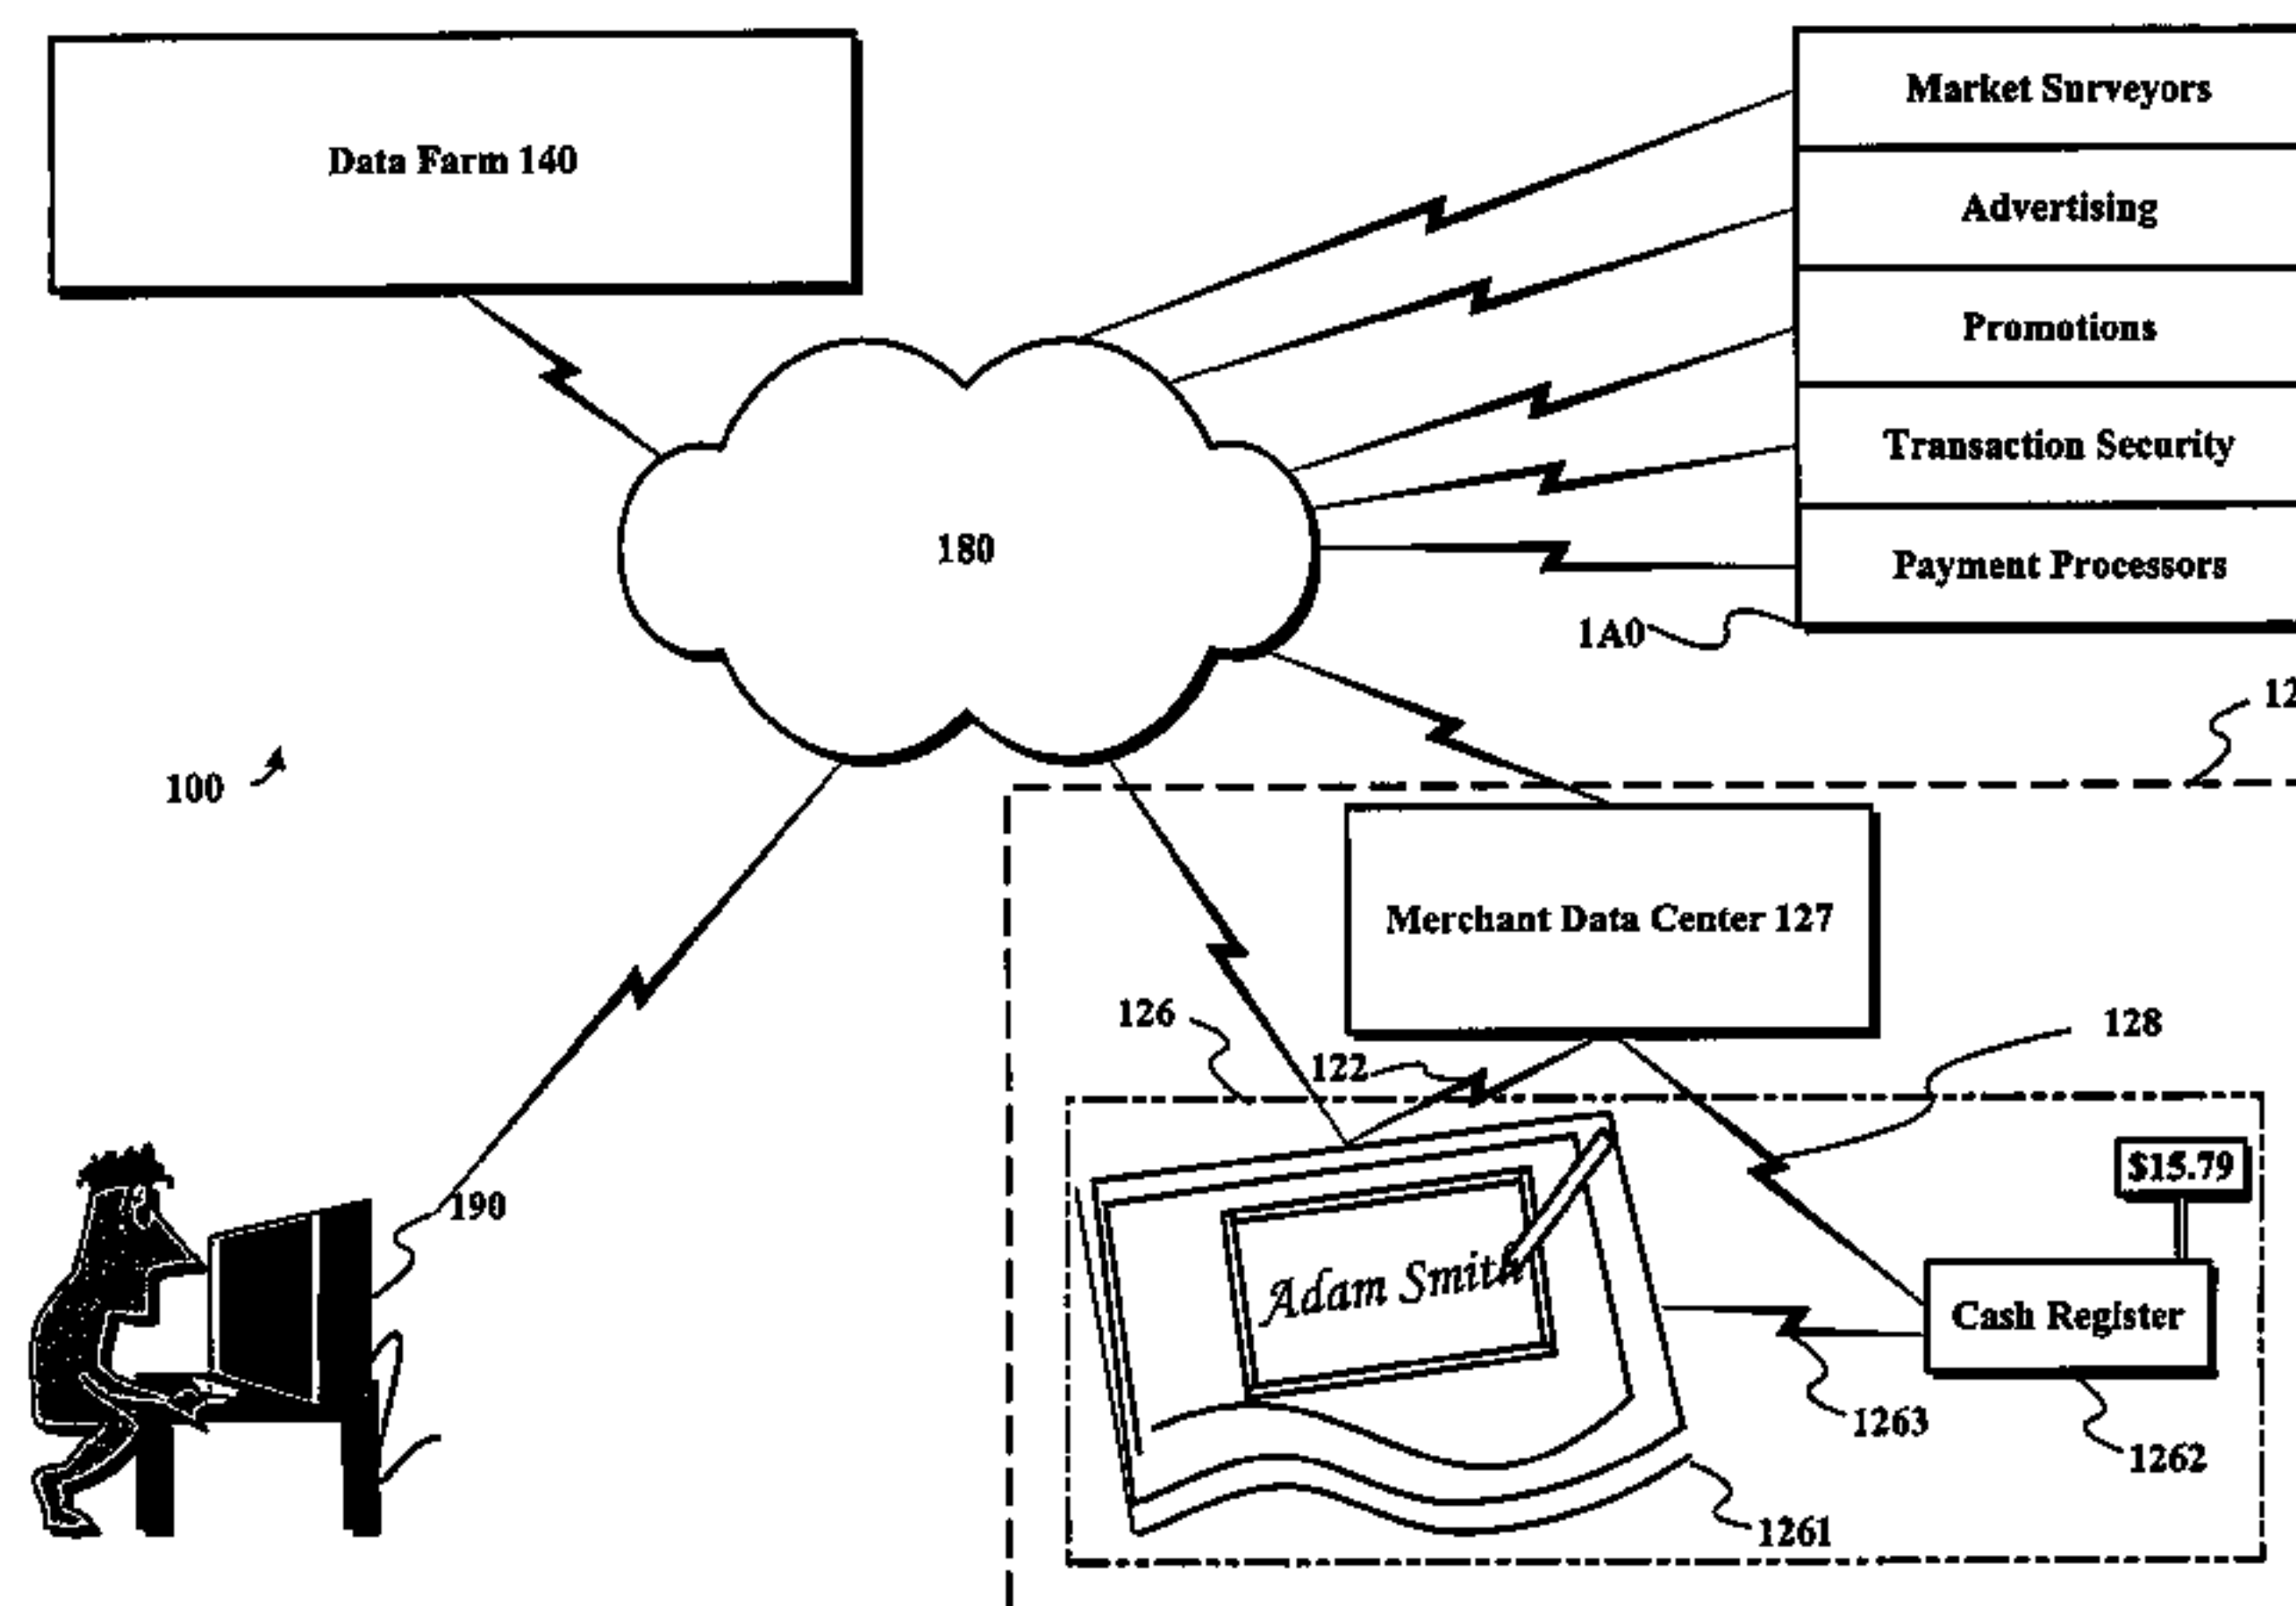 Data Farm 140
Market Surveyors
Advertising
Promotions
Transaction Security
Payment Processors
180
1A0
12
100
Merchant Data Center 127
126
122
128
$15.79
190
Adam Smith
Cash Register
1263
1262
1261